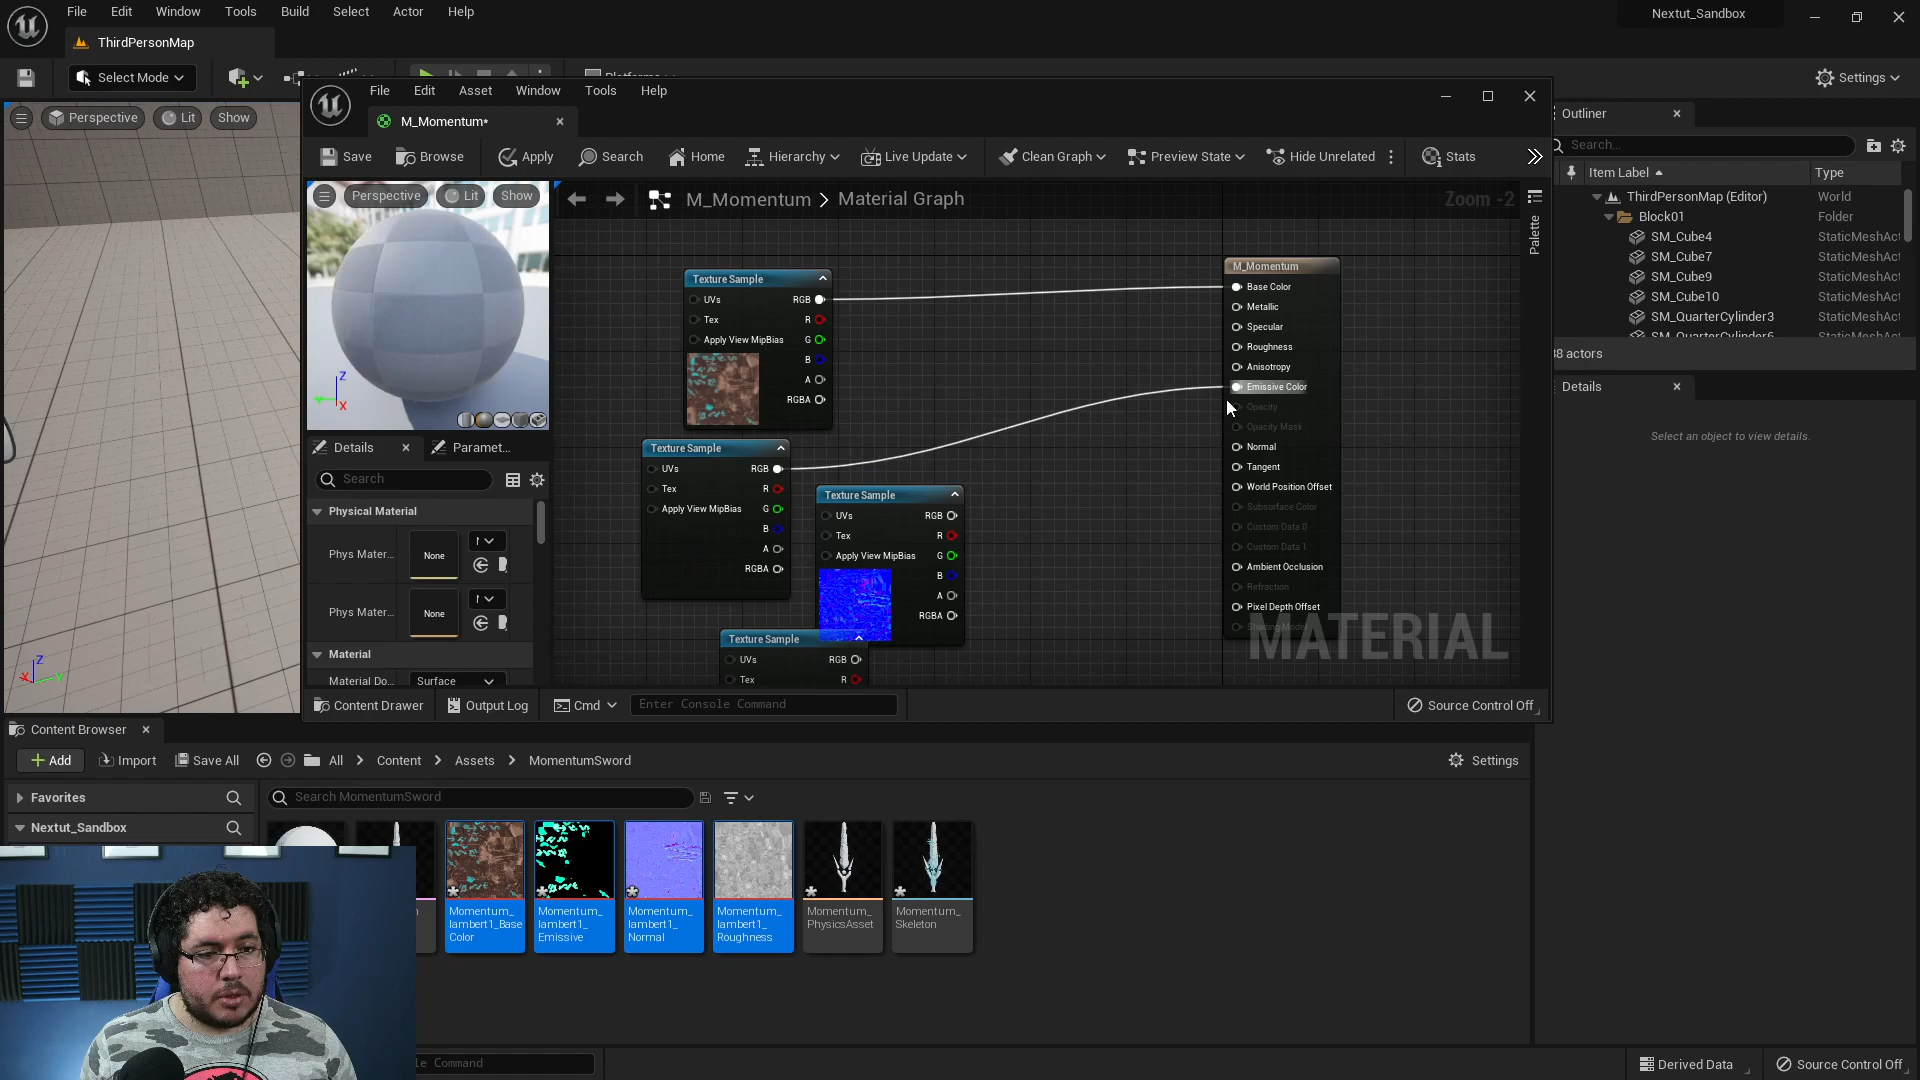 File Edit Window Tools Build Select Actor Help
Nextut_Sandbox
ThirdPersonMap
Select Mode
Settings
Perspective Lit Show
File Edit Asset Window Tools Help
M_Momentum*
Save Browse Apply Search Home Hierarchy Live Update Clean Graph Preview State Hide Unrelated Stats
Perspective Lit Show
M_Momentum > Material Graph
Zoom -2
Palette
Texture Sample
UVs RGB
Tex R
Apply View MipBias G
B
A
RGBA
Texture Sample
UVs RGB
Tex R
Apply View MipBias G
B
A
RGBA
Texture Sample
UVs RGB
Tex R
Apply View MipBias G
B
A
RGBA
Texture Sample
UVs RGB
Tex R
M_Momentum
Base Color
Metallic
Specular
Roughness
Anisotropy
Emissive Color
Opacity
Opacity Mask
Normal
Tangent
World Position Offset
Subsurface Color
Custom Data 0
Custom Data 1
Ambient Occlusion
Refraction
Pixel Depth Offset
Shading Model
MATERIAL
Z
Y
X
Details Paramet...
Search
Physical Material
Phys Mater... None
Phys Mater... None
Material
Material Do... Surface
Content Drawer Output Log Cmd Enter Console Command Source Control Off
Outliner
Search...
Item Label Type
ThirdPersonMap (Editor) World
Block01 Folder
SM_Cube4 StaticMeshAct
SM_Cube7 StaticMeshAct
SM_Cube9 StaticMeshAct
SM_Cube10 StaticMeshAct
SM_QuarterCylinder3 StaticMeshAct
SM_QuarterCylinder6 StaticMeshAct
38 actors
Details
Select an object to view details.
Z
X Y
Content Browser
Add Import Save All All > Content > Assets > MomentumSword Settings
Favorites
Search MomentumSword
Nextut_Sandbox
Momentum_
lambert1_Base
Color
Momentum_
lambert1_
Emissive
Momentum_
lambert1_
Normal
Momentum_
lambert1_
Roughness
Momentum_
PhysicsAsset
Momentum_
Skeleton
le Command
Derived Data Source Control Off